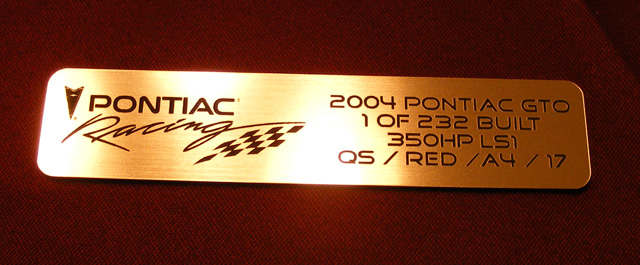 PONTIAC
Racing
2004 PONTIAC GTO
1 OF 232 BUILT
350HP LS1
QS / RED / A4 / 17